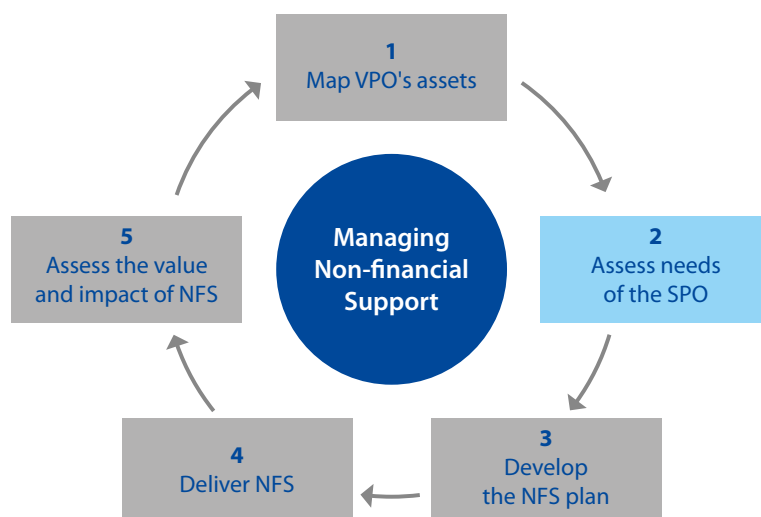 1
Map VPO's assets
2
Assess needs
of the SPO
3
Develop
the NFS plan
4
Deliver NFS
5
Assess the value
and impact of NFS
Managing
Non-financial
Support